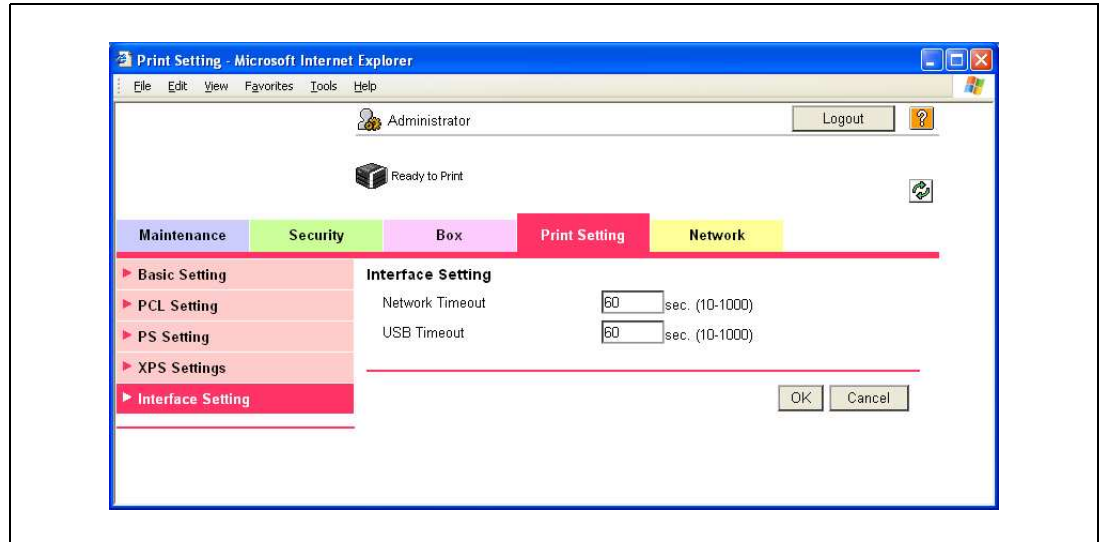 Print Setting - Microsoft Internet Explorer
File Edit View Favorites Tools Help
Administrator
Logout
?
Ready to Print
Maintenance Security Box Print Setting Network
Basic Setting
PCL Setting
PS Setting
XPS Settings
Interface Setting
Interface Setting
Network Timeout 60 sec. (10-1000)
USB Timeout 60 sec. (10-1000)
OK Cancel